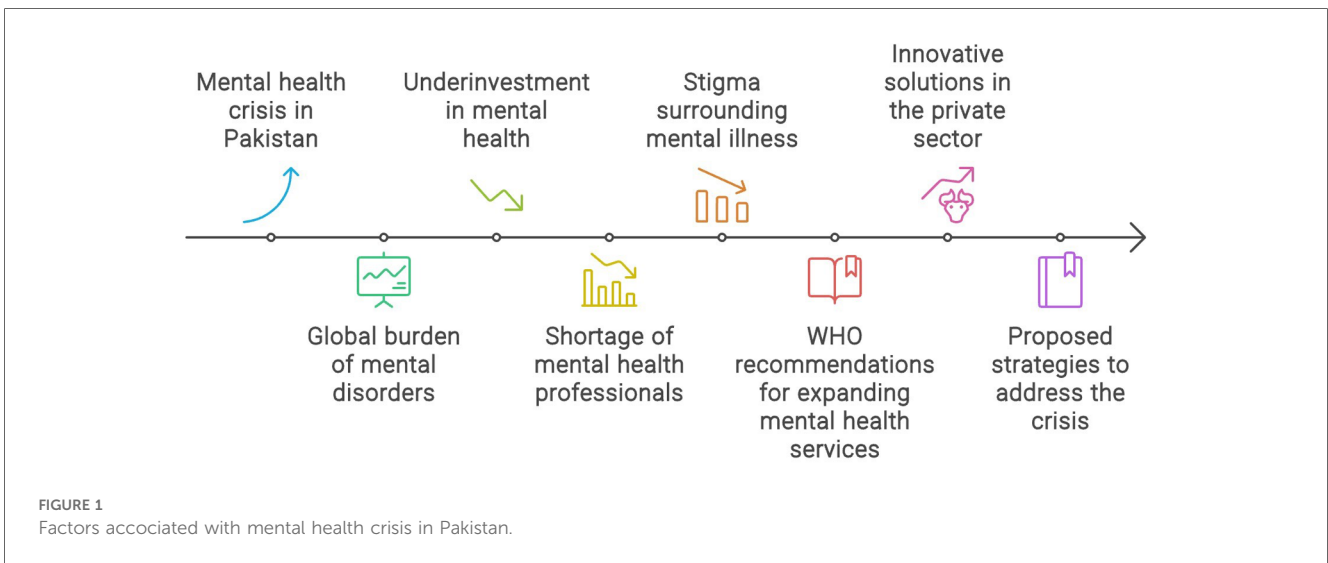 Mental health
crisis in
Pakistan
Global burden
of mental
disorders
Underinvestment
in mental
health
Shortage of
mental health
professionals
Stigma
surrounding
mental illness
WHO
recommendations
for expanding
mental health
services
Innovative
solutions in
the private
sector
Proposed
strategies to
address the
crisis
FIGURE 1
Factors accociated with mental health crisis in Pakistan.